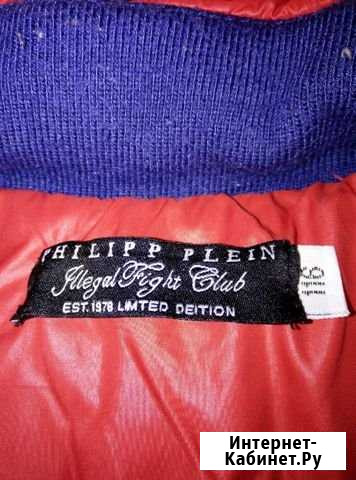 PHILIPP PLEIN
Illegal Fight Club
EST.1978 LIMTED DEITION
Интернет-
Кабинет.Ру